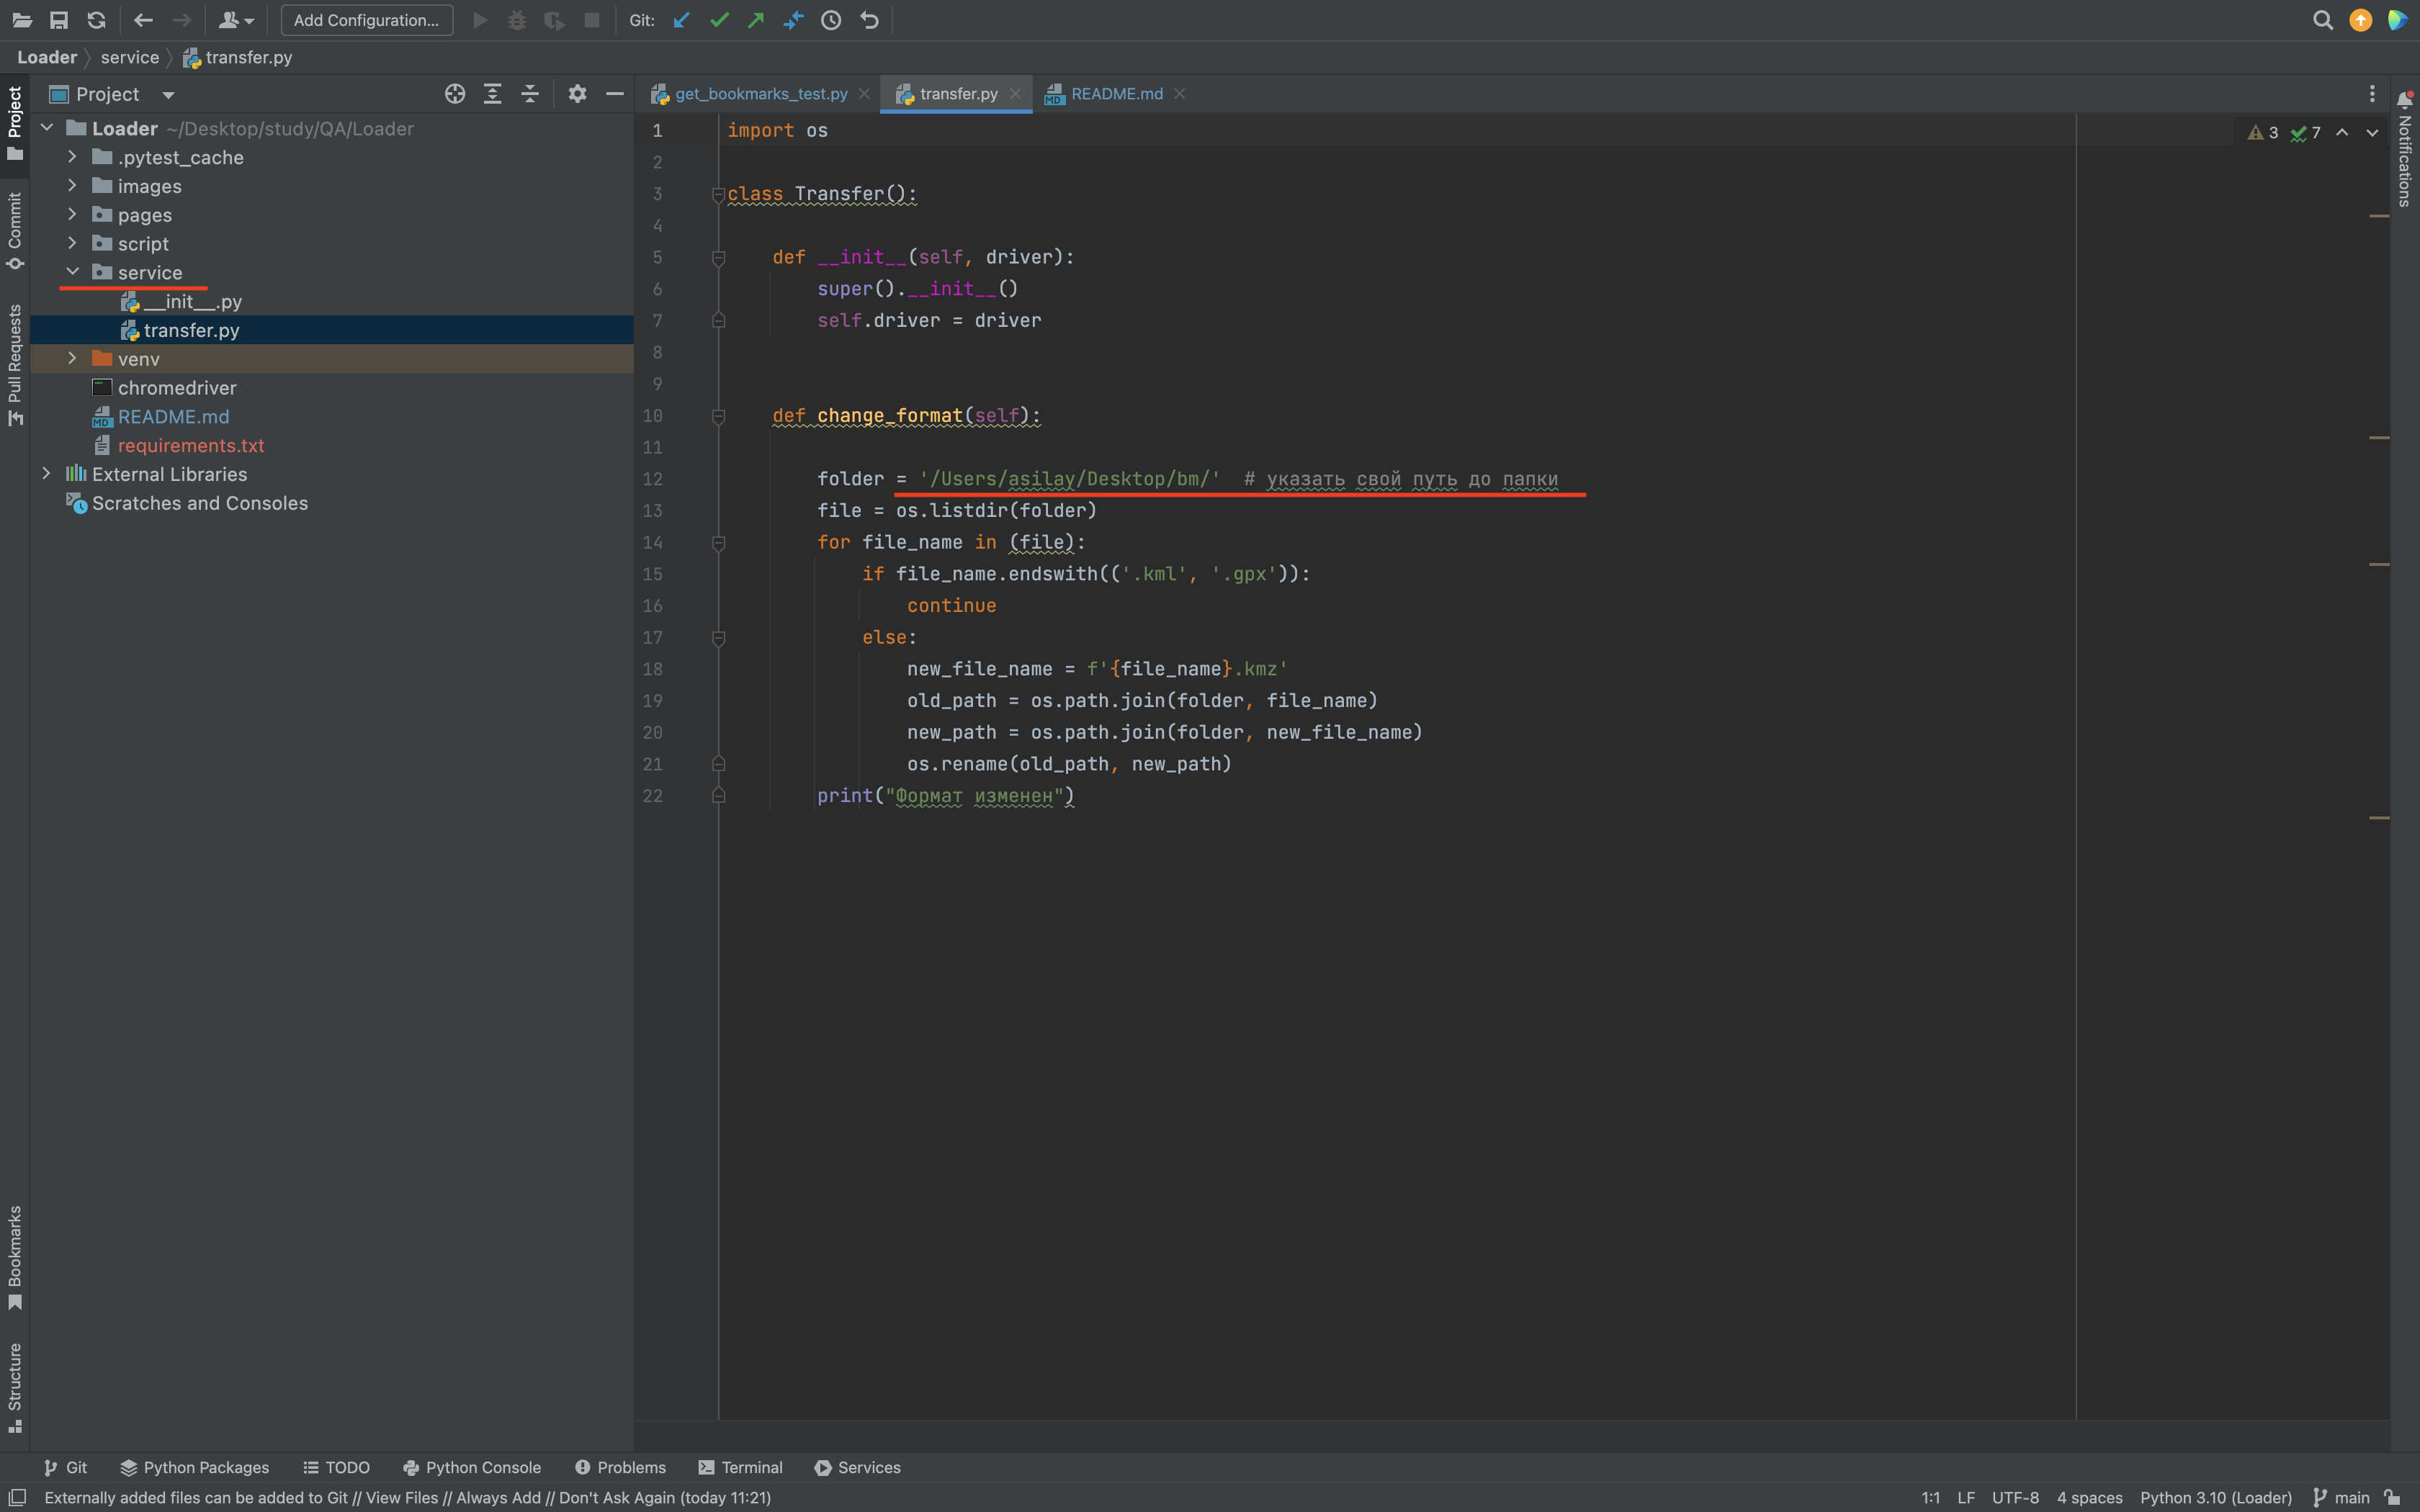 Add Configuration...
Git:
Loader
service
transfer.py
Project
get_bookmarks_test.py
transfer.py
README.md
Project
Commit
Pull Requests
Bookmarks
Structure
Notifications
Loader ~/Desktop/study/QA/Loader
.pytest_cache
images
pages
script
service
__init__.py
transfer.py
venv
chromedriver
README.md
requirements.txt
External Libraries
Scratches and Consoles
3 7
1 import os
2
3 class Transfer():
4
5 def __init__(self, driver):
6 super().__init__()
7 self.driver = driver
8
9
10 def change_format(self):
11
12 folder = '/Users/asilay/Desktop/bm/' # указать свой путь до папки
13 file = os.listdir(folder)
14 for file_name in (file):
15 if file_name.endswith(('.kml', '.gpx')):
16 continue
17 else:
18 new_file_name = f'{file_name}.kmz'
19 old_path = os.path.join(folder, file_name)
20 new_path = os.path.join(folder, new_file_name)
21 os.rename(old_path, new_path)
22 print("Формат изменен")
Git
Python Packages
TODO
Python Console
Problems
Terminal
Services
Externally added files can be added to Git // View Files // Always Add // Don't Ask Again (today 11:21)
1:1 LF UTF-8 4 spaces Python 3.10 (Loader) main